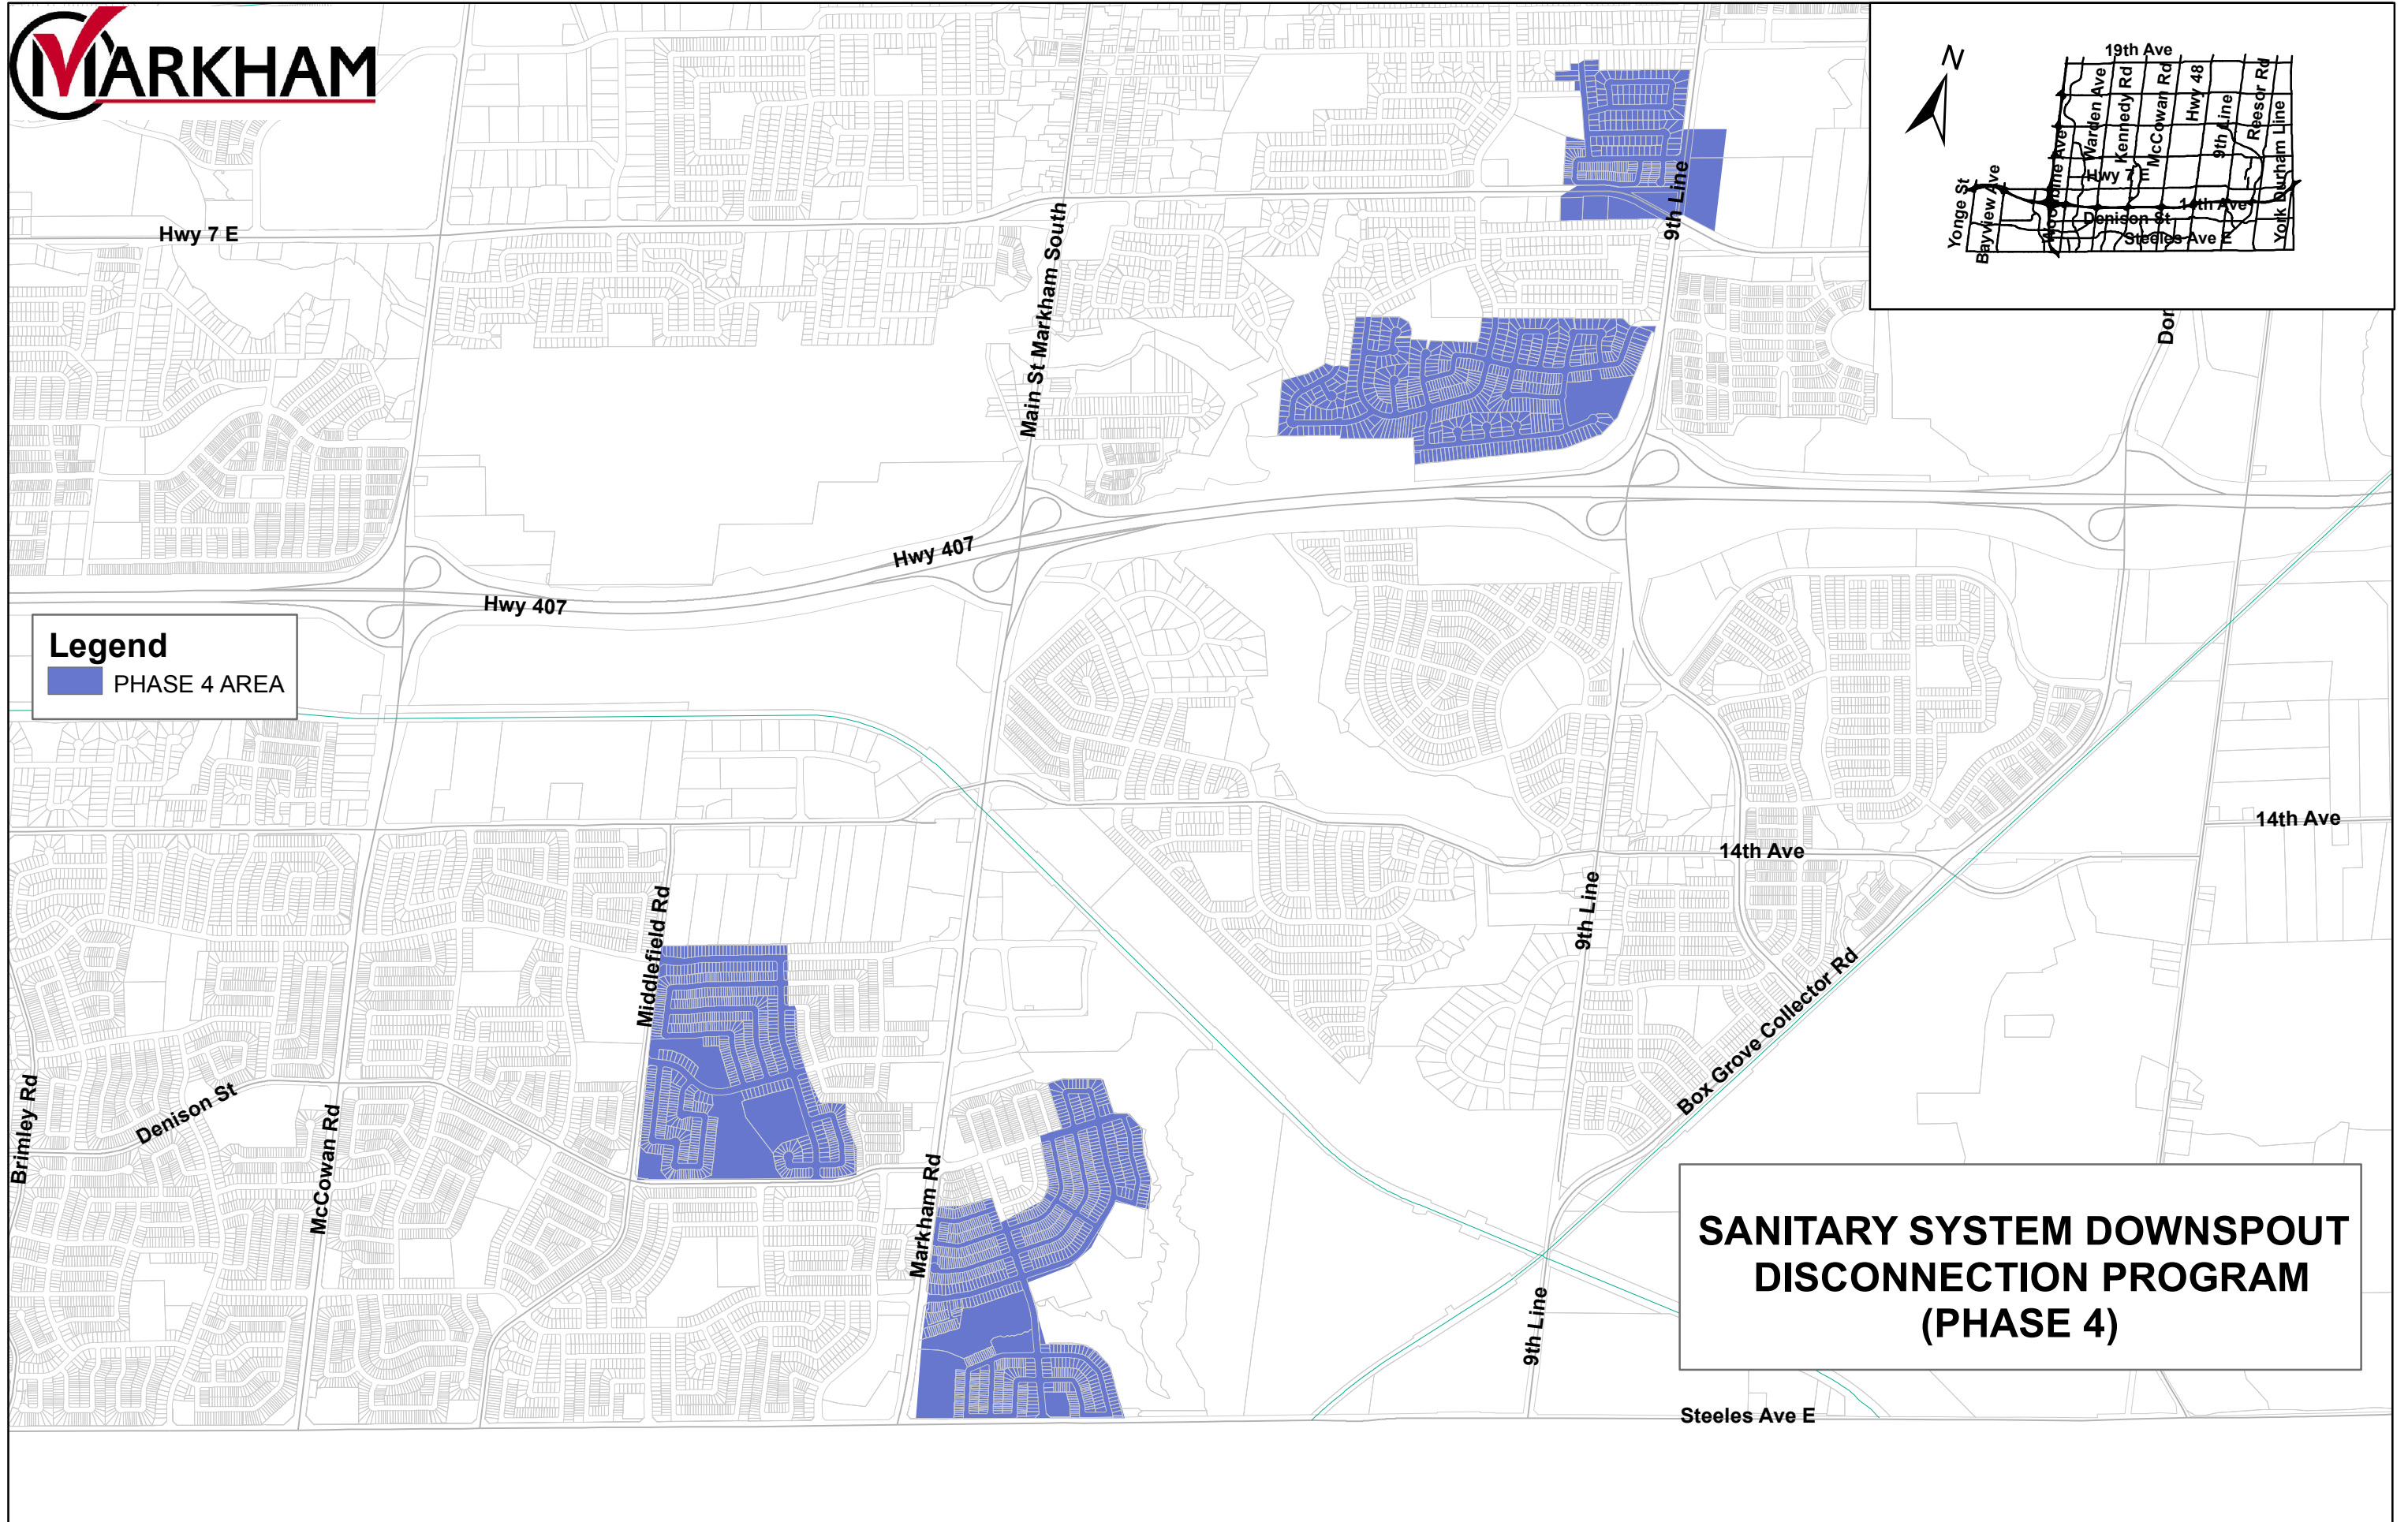 MARKHAM
N
19th Ave
Warden Ave
Kennedy Rd
McCowan Rd
Hwy 48
9th Line
Reesor Rd
York Durham Lline
Woodbine Ave
Hwy 7 E
Yonge St
Bayview Ave
14th Ave
Denison St
Steeles Ave E
Hwy 7 E
Main St Markham South
9th Line
Don
Hwy 407
Hwy 407
Legend
PHASE 4 AREA
14th Ave
14th Ave
Middlefield Rd
9th Line
Box Grove Collector Rd
Brimley Rd
Denison St
McCowan Rd
Markham Rd
9th Line
SANITARY SYSTEM DOWNSPOUT
DISCONNECTION PROGRAM
(PHASE 4)
Steeles Ave E